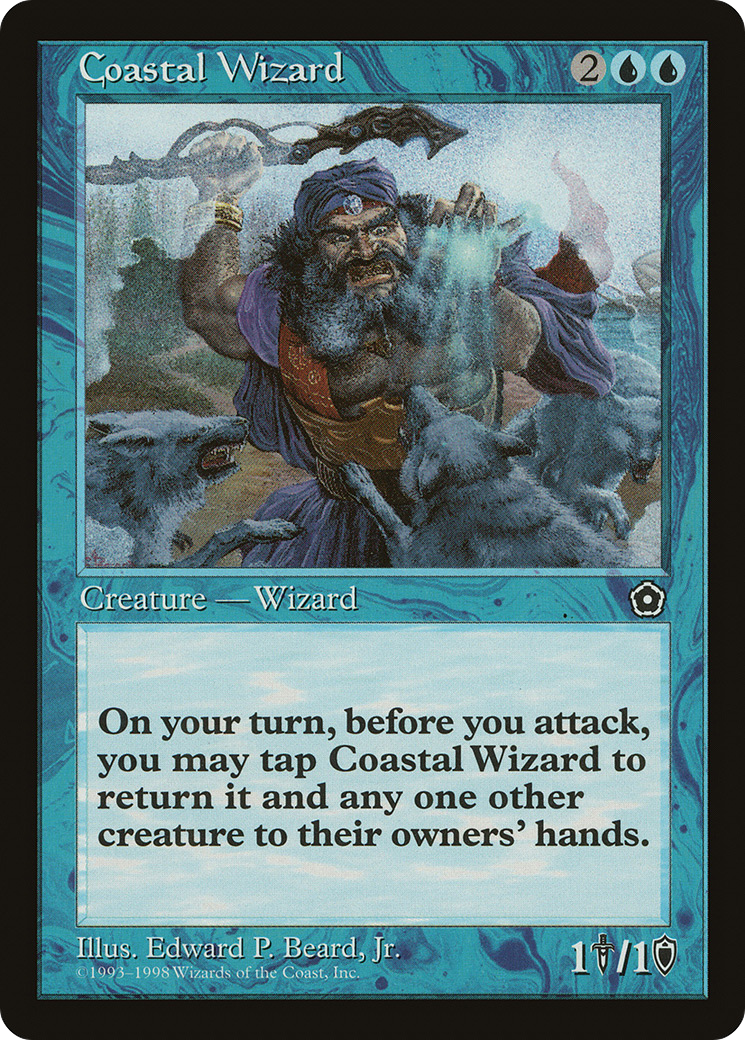 Coastal Wizard 2
Creature — Wizard
On your turn, before you attack,
you may tap Coastal Wizard to
return it and any one other
creature to their owners' hands.
Illus. Edward P. Beard, Jr.
©1993–1998 Wizards of the Coast, Inc.
1/1